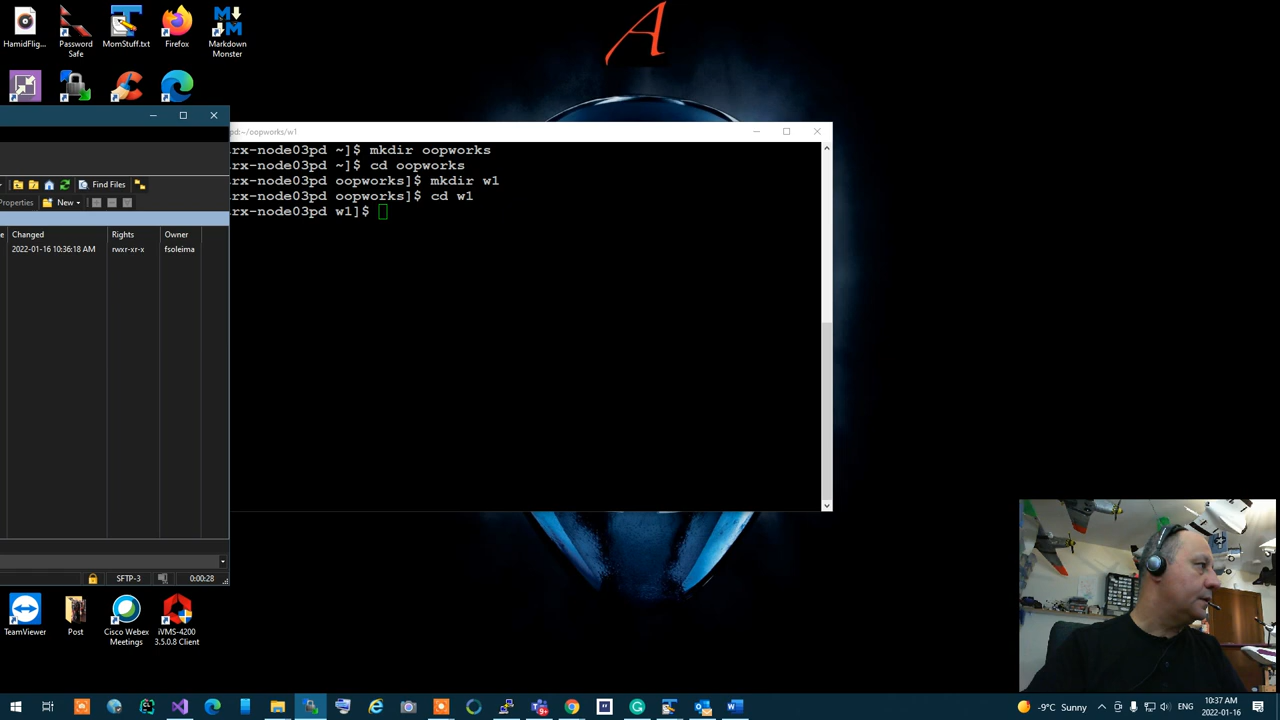 HamidFlig...
Password
Safe
MomStuff.txt
Firefox
Markdown
Monster
A
pd:~/oopworks/w1
rx-node03pd ~]$ mkdir oopworks
rx-node03pd ~]$ cd oopworks
rx-node03pd oopworks]$ mkdir w1
rx-node03pd oopworks]$ cd w1
rx-node03pd w1]$
Find Files
Properties
New
Changed
Rights
Owner
2022-01-16 10:36:18 AM
rwxr-xr-x
fsoleima
SFTP-3
0:00:28
TeamViewer
Post
Cisco Webex
Meetings
iVMS-4200
3.5.0.8 Client
-9°C Sunny
10:37 AM
2022-01-16